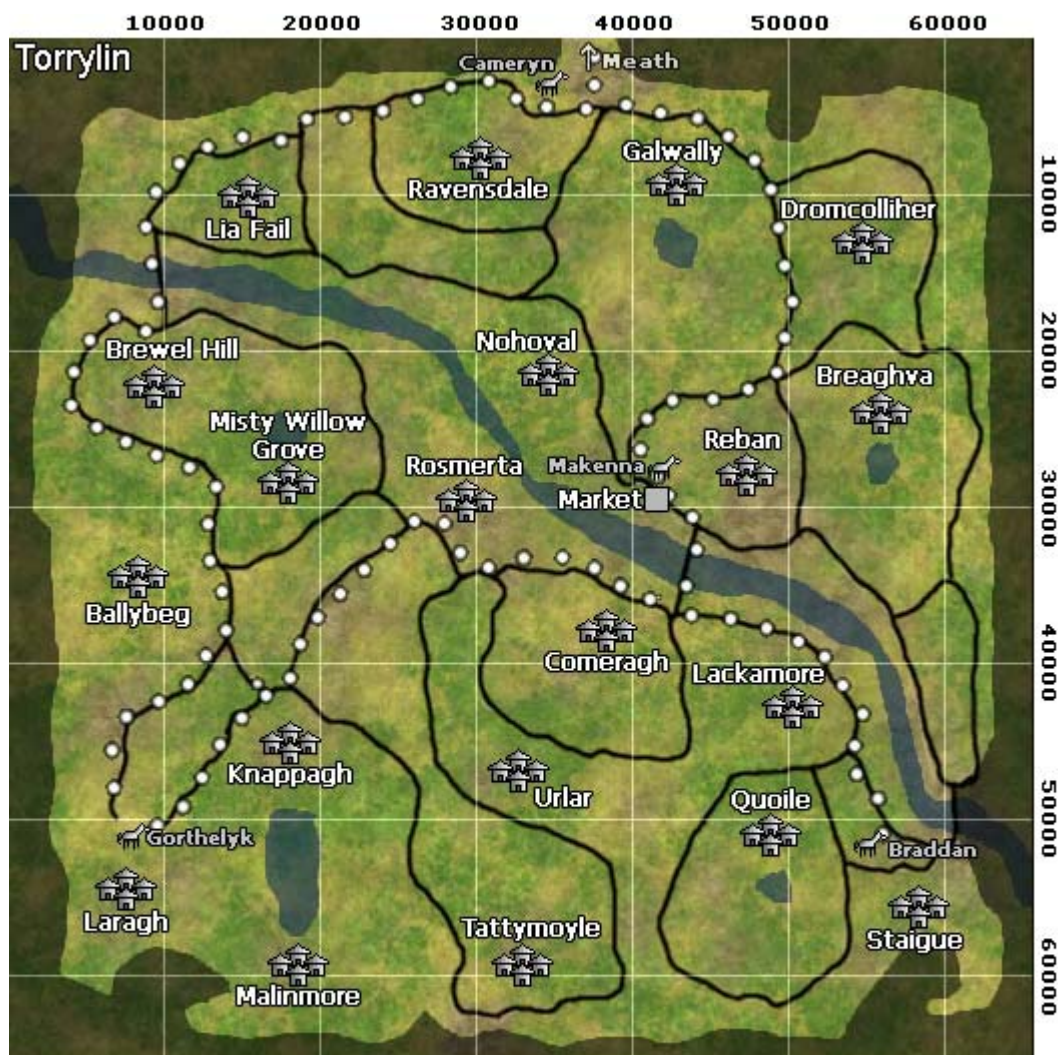 10000 20000 30000 40000 50000 60000
Torrylin
Cameryn
Meath
Galwally
Ravensdale
10000
Lia Fail
Dromcolliher
20000
Brewel Hill
Nohoval
Breaghva
Misty Willow
Grove
Rosmerta
Makenna
Reban
Market
30000
Ballybeg
Comeragh
Lackamore
40000
Knappagh
Urlar
Quoile
50000
Gorthelyk
Braddan
Laragh
Tattymoyle
Staigue
60000
Malinmore